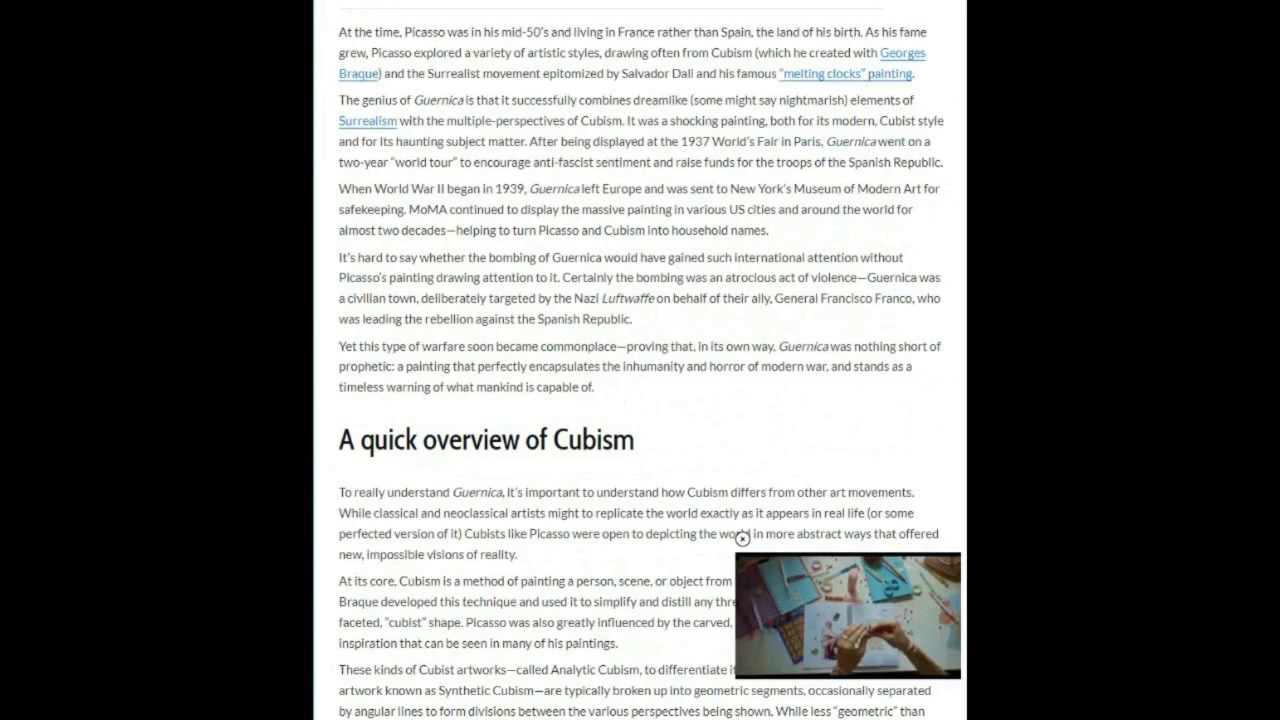 At the time, Picasso was in his mid-50's and living in France rather than Spain, the land of his birth. As his fame
grew, Picasso explored a variety of artistic styles, drawing often from Cubism (which he created with Georges
Braque) and the Surrealist movement epitomized by Salvador Dali and his famous "melting clocks" painting.
The genius of Guernica is that it successfully combines dreamlike (some might say nightmarish) elements of
Surrealism with the multiple-perspectives of Cubism. It was a shocking painting, both for its modern, Cubist style
and for its haunting subject matter. After being displayed at the 1937 World's Fair in Paris, Guernica went on a
two-year "world tour" to encourage anti-fascist sentiment and raise funds for the troops of the Spanish Republic.
When World War II began in 1939, Guernica left Europe and was sent to New York's Museum of Modern Art for
safekeeping. MoMA continued to display the massive painting in various US cities and around the world for
almost two decades—helping to turn Picasso and Cubism into household names.
It's hard to say whether the bombing of Guernica would have gained such international attention without
Picasso's painting drawing attention to it. Certainly the bombing was an atrocious act of violence—Guernica was
a civilian town, deliberately targeted by the Nazi Luftwaffe on behalf of their ally, General Francisco Franco, who
was leading the rebellion against the Spanish Republic.
Yet this type of warfare soon became commonplace—proving that, in its own way, Guernica was nothing short of
prophetic: a painting that perfectly encapsulates the inhumanity and horror of modern war, and stands as a
timeless warning of what mankind is capable of.
A quick overview of Cubism
To really understand Guernica, it's important to understand how Cubism differs from other art movements.
While classical and neoclassical artists might to replicate the world exactly as it appears in real life (or some
perfected version of it) Cubists like Picasso were open to depicting the world in more abstract ways that offered
new, impossible visions of reality.
At its core, Cubism is a method of painting a person, scene, or object from
Braque developed this technique and used it to simplify and distill any
faceted, "cubist" shape. Picasso was also greatly influenced by the carved,
inspiration that can be seen in many of his paintings.
These kinds of Cubist artworks—called Analytic Cubism, to differentiate
artwork known as Synthetic Cubism—are typically broken up into geometric segments, occasionally separated
by angular lines to form divisions between the various perspectives being shown. While less "geometric" than